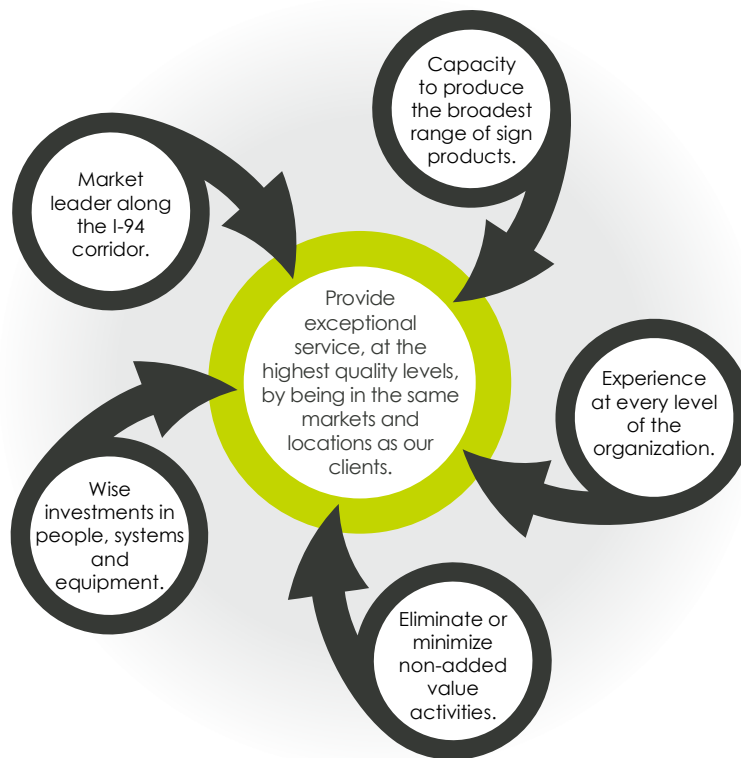 Capacity
to produce
the broadest
range of sign
products.
Market
leader along
the I-94
corridor.
Provide
exceptional
service, at the
highest quality levels,
by being in the same
markets and
locations as our
clients.
Experience
at every level
of the
organization.
Wise
investments in
people, systems
and
equipment.
Eliminate or
minimize
non-added
value
activities.